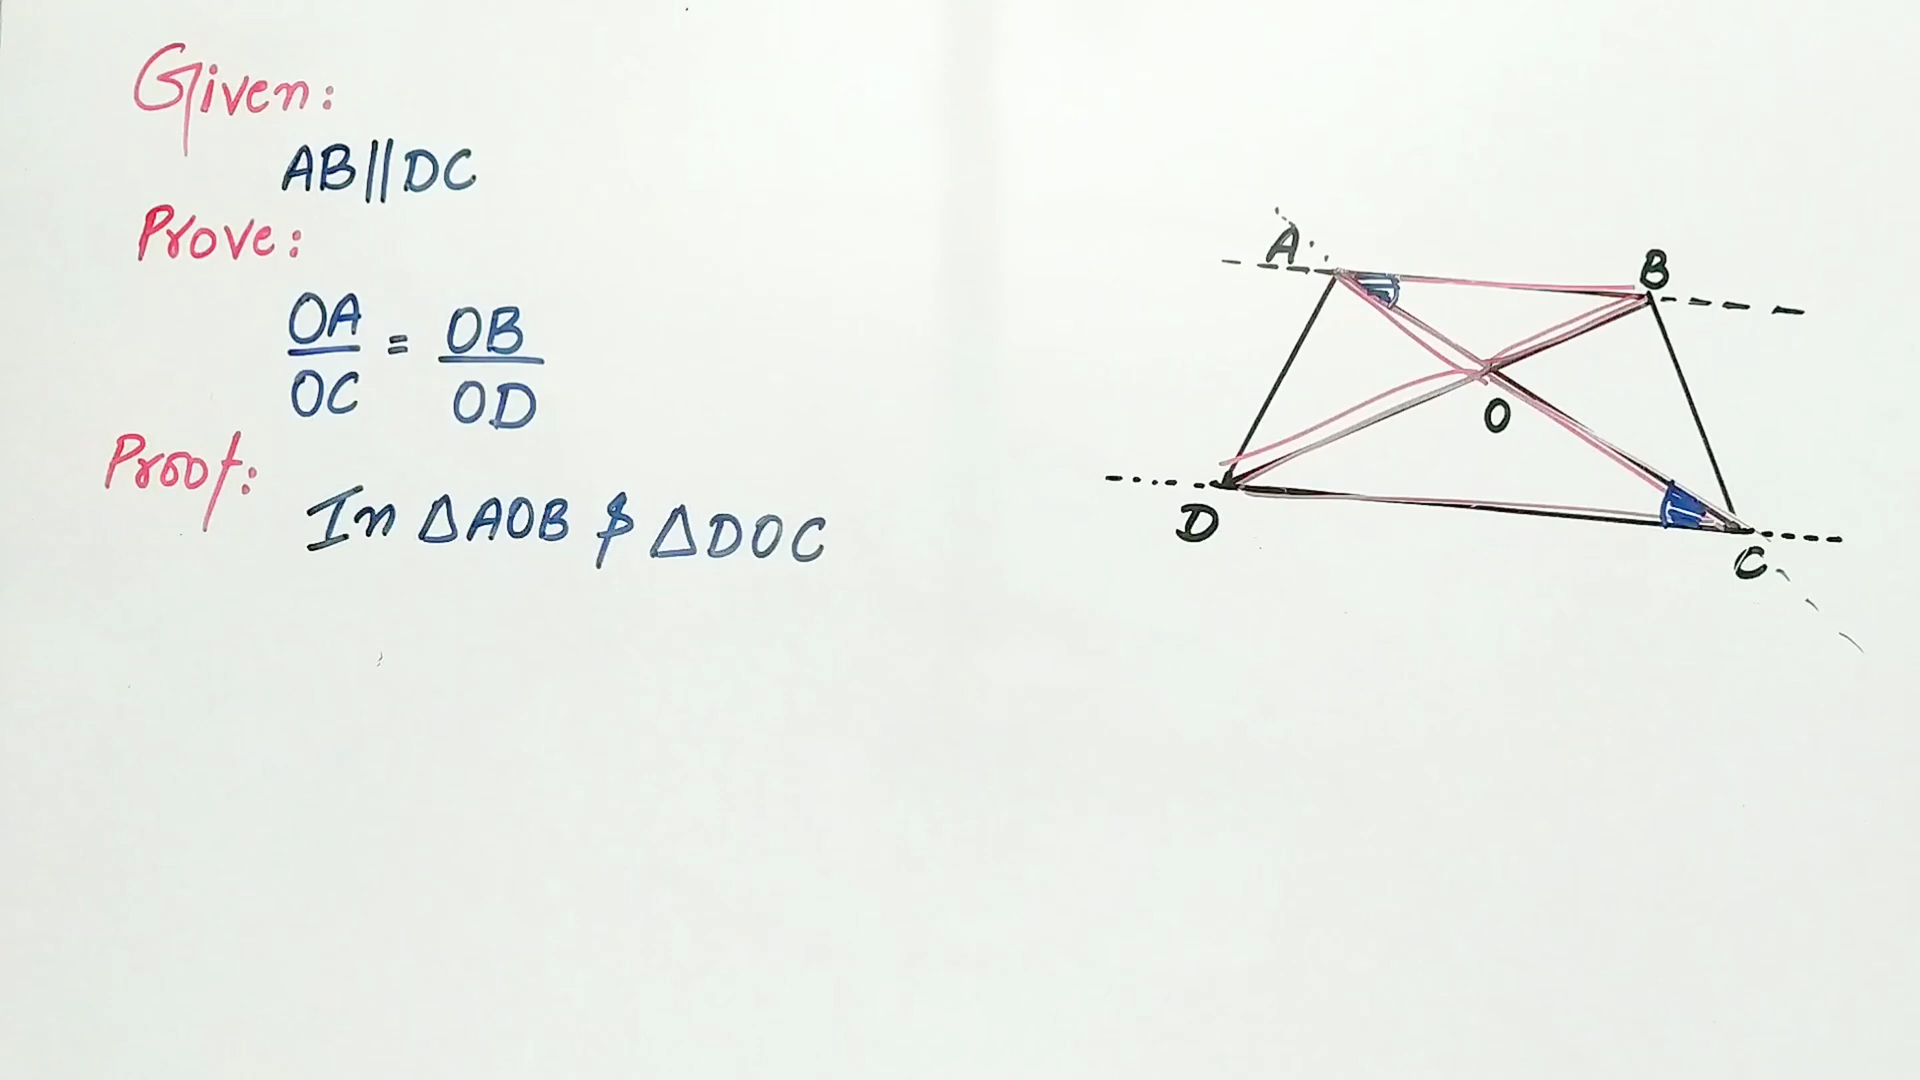 Given:
AB||DC
Prove:
OA/OC = OB/OD
Proof:
In ΔAOB & ΔDOC
A
B
O
D
C